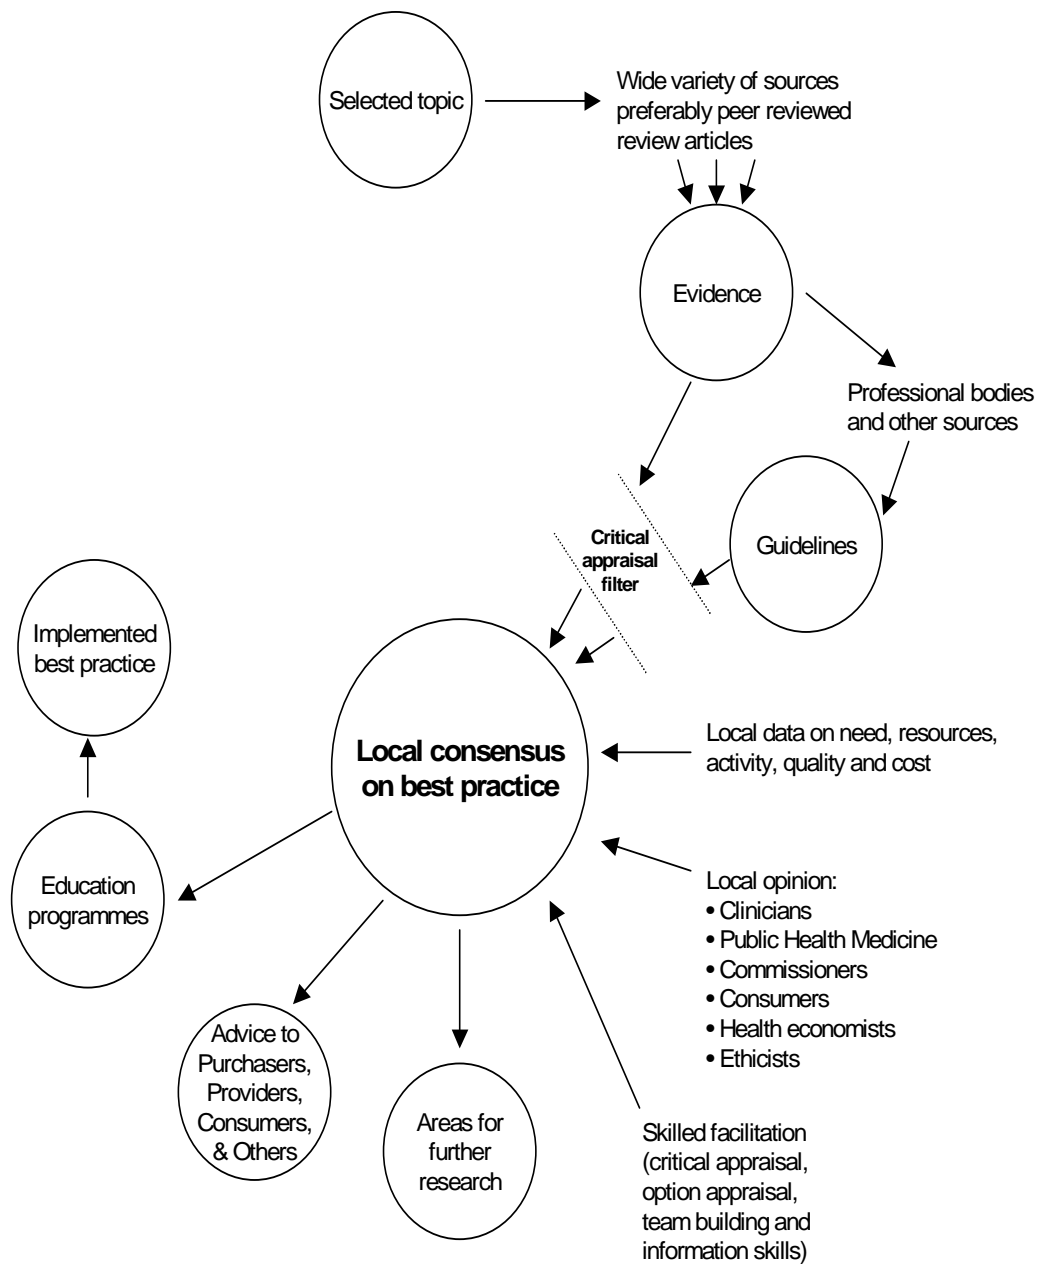 Selected topic
Wide variety of sources
preferably peer reviewed
review articles
Evidence
Professional bodies
and other sources
Critical
appraisal
filter
Guidelines
Implemented
best practice
Local consensus
on best practice
Local data on need, resources,
activity, quality and cost
Education
programmes
Local opinion:
• Clinicians
• Public Health Medicine
• Commissioners
• Consumers
• Health economists
• Ethicists
Advice to
Purchasers,
Providers,
Consumers,
& Others
Areas for
further
research
Skilled facilitation
(critical appraisal,
option appraisal,
team building and
information skills)